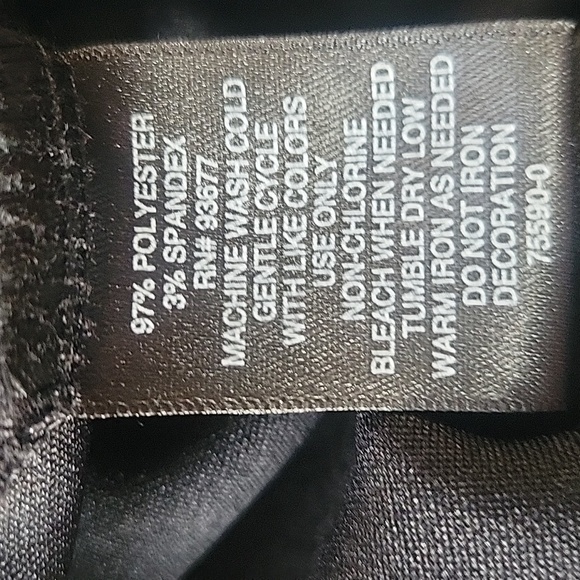 97% POLYESTER
3% SPANDEX
RN# 93677
MACHINE WASH COLD
GENTLE CYCLE
WITH LIKE COLORS
USE ONLY
NON-CHLORINE
BLEACH WHEN NEEDED
TUMBLE DRY LOW
WARM IRON AS NEEDED
DO NOT IRON
DECORATION
75590-0